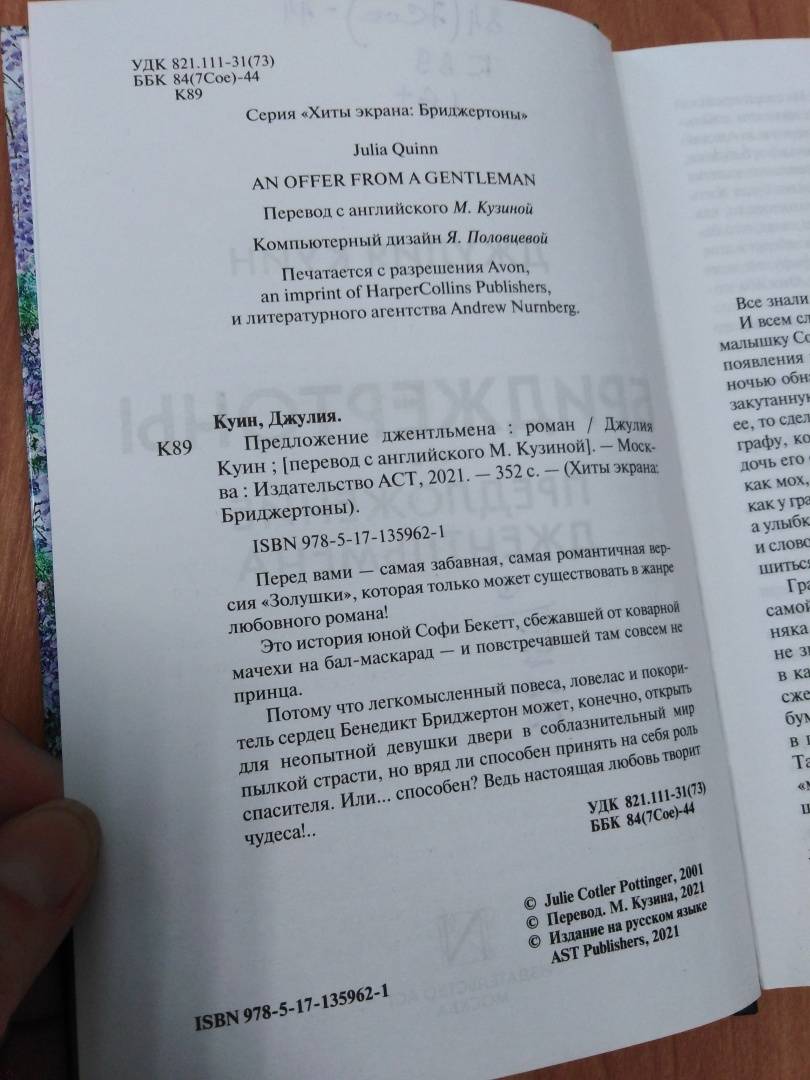 УДК 821.111-31(73)
ББК 84(7Сое)-44
К89
Серия «Хиты экрана: Бриджертоны»
Julia Quinn
AN OFFER FROM A GENTLEMAN
Перевод с английского М. Кузиной
Компьютерный дизайн Я. Половцевой
Печатается с разрешения Avon,
an imprint of HarperCollins Publishers,
и литературного агентства Andrew Nurnberg.
Куин, Джулия.
К89
Предложение джентльмена : роман / Джулия
Куин ; [перевод с английского М. Кузиной]. — Моск-
ва : Издательство АСТ, 2021. — 352 с. — (Хиты экрана:
Бриджертоны).
ISBN 978-5-17-135962-1
Перед вами — самая забавная, самая романтичная вер-
сия «Золушки», которая только может существовать в жанре
любовного романа!
Это история юной Софи Бекетт, сбежавшей от коварной
мачехи на бал-маскарад — и повстречавшей там совсем не
принца.
Потому что легкомысленный повеса, ловелас и покори-
тель сердец Бенедикт Бриджертон может, конечно, открыть
для неопытной девушки двери в соблазнительный мир
пылкой страсти, но вряд ли способен принять на себя роль
спасителя. Или... способен? Ведь настоящая любовь творит
чудеса!..
УДК 821.111-31(73)
ББК 84(7Сое)-44
© Julie Cotler Pottinger, 2001
© Перевод. М. Кузина, 2021
© Издание на русском языке
AST Publishers, 2021
ISBN 978-5-17-135962-1
Все знали
И всем сл
малышку Со
появления
ночью обн
закутанную
ее, то сдел
графу, ко
дочь его
как мох,
как у гра
а улыбк
и слово
шиться
Гра
самой
няка
не зн
в ка
сже
бум
в п
Та
«м